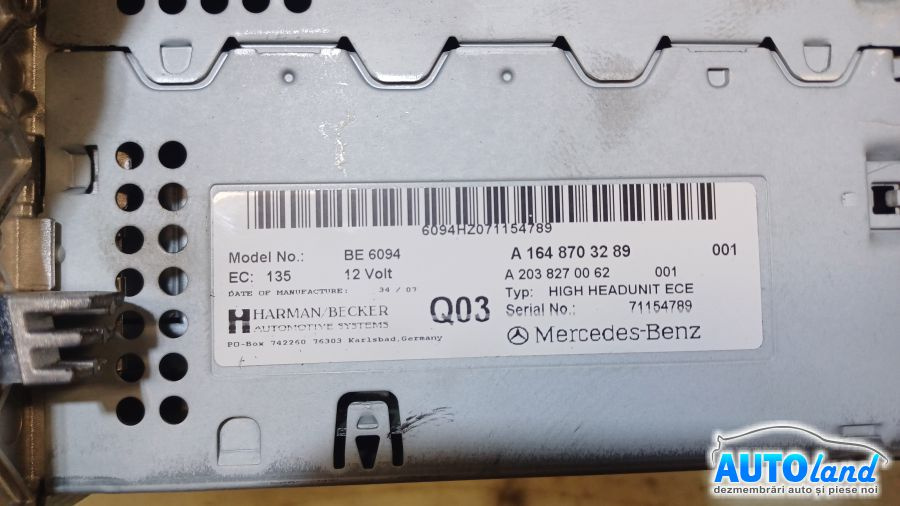 6094HZ071154789
Model No.: BE 6094 A 164 870 3289 001
EC: 135 12 Volt A 203 827 00 62 001
DATE OF MANUFACTURE: 34 / 07 Typ: HIGH HEADUNIT ECE
HARMAN/BECKER Q03 Serial No.: 71154789
AUTOMOTIVE SYSTEMS Mercedes-Benz
PO-Box 742260 76303 Karlsbad,Germany
AUTOland
dezmembrări auto și piese noi